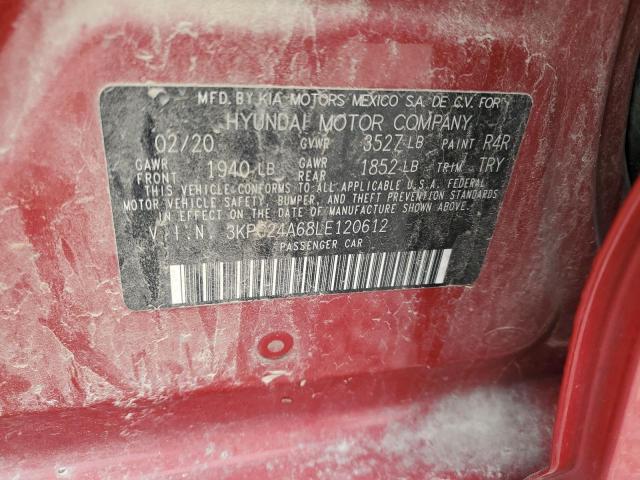 MFD. BY KIA MOTORS MEXICO S.A. DE C.V. FOR
HYUNDAI MOTOR COMPANY
02/20 GVWR 3527 LB PAINT R4R
GAWR FRONT 1940 LB GAWR REAR 1852 LB TRIM TRY
THIS VEHICLE CONFORMS TO ALL APPLICABLE U.S.A. FEDERAL
MOTOR VEHICLE SAFETY, BUMPER, AND THEFT PREVENTION STANDARDS
IN EFFECT ON THE DATE OF MANUFACTURE SHOWN ABOVE.
V.I.N. 3KPC24A68LE120612
PASSENGER CAR